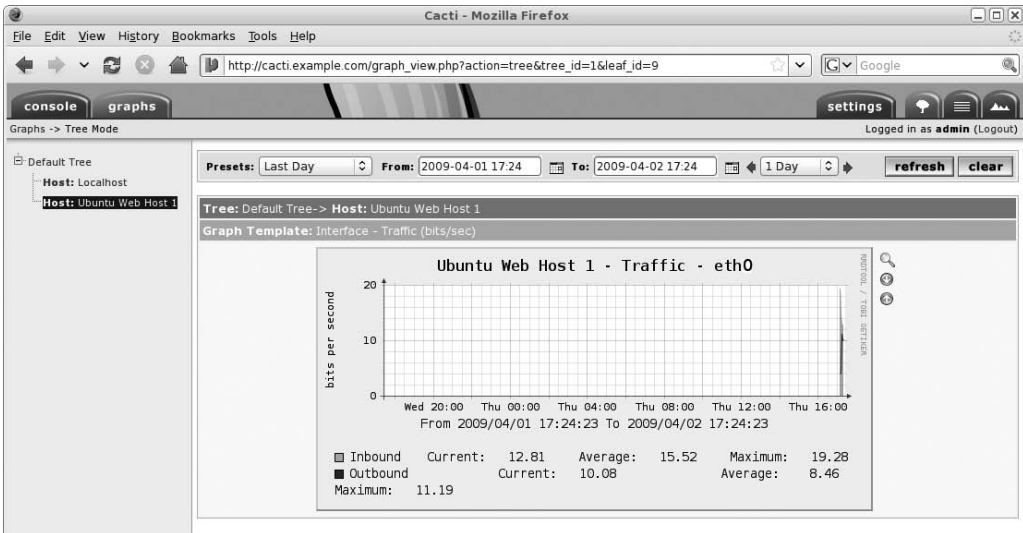 Cacti - Mozilla Firefox
File Edit View History Bookmarks Tools Help
http://cacti.example.com/graph_view.php?action=tree&tree_id=1&leaf_id=9
Google
console graphs settings
Graphs -> Tree Mode
Logged in as admin (Logout)
Default Tree
Host: Localhost
Host: Ubuntu Web Host 1
Presets: Last Day From: 2009-04-01 17:24 To: 2009-04-02 17:24 1 Day refresh clear
Tree: Default Tree-> Host: Ubuntu Web Host 1
Graph Template: Interface - Traffic (bits/sec)
Ubuntu Web Host 1 - Traffic - eth0
RRDTOOL / TOBI OETIKER
bits per second
20
10
0
Wed 20:00 Thu 00:00 Thu 04:00 Thu 08:00 Thu 12:00 Thu 16:00
From 2009/04/01 17:24:23 To 2009/04/02 17:24:23
Inbound Current: 12.81 Average: 15.52 Maximum: 19.28
Outbound Current: 10.08 Average: 8.46
Maximum: 11.19